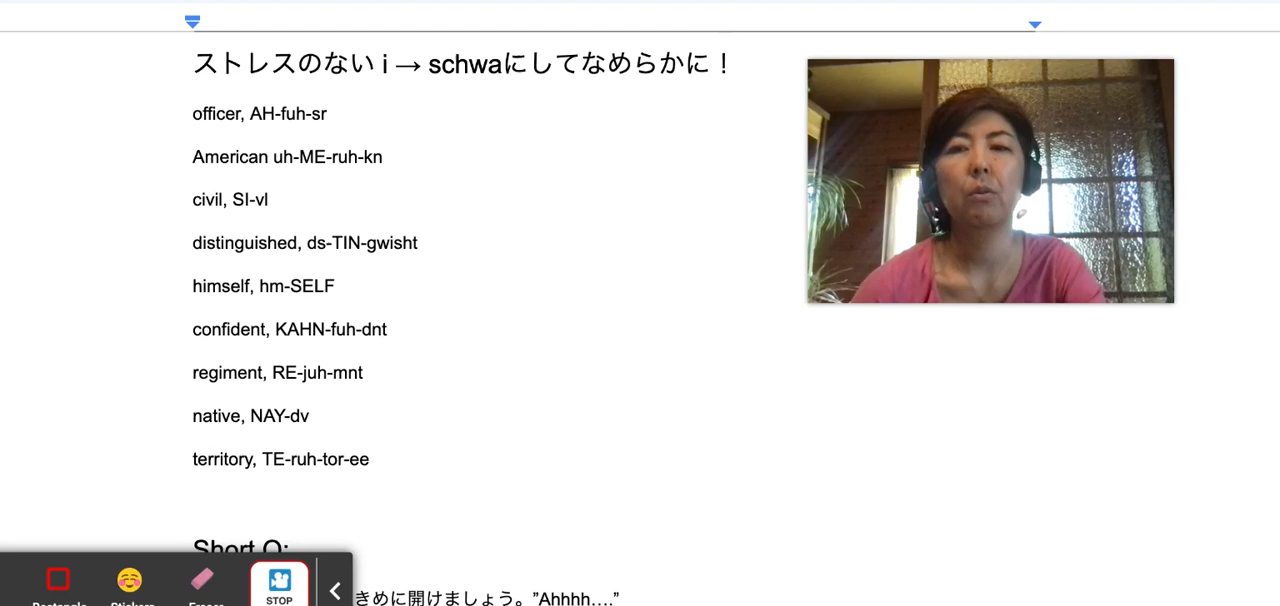 ストレスのない i → schwaにしてなめらかに！
officer, AH-fuh-sr
American uh-ME-ruh-kn
civil, SI-vl
distinguished, ds-TIN-gwisht
himself, hm-SELF
confident, KAHN-fuh-dnt
regiment, RE-juh-mnt
native, NAY-dv
territory, TE-ruh-tor-ee
Short O:
きめに開けましょう。”Ahhhh....”
Rectangle Stickers Eraser STOP